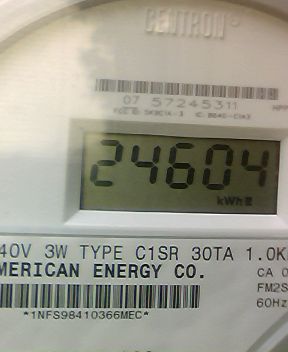 CENTRON®
07 57245311
24604
kWh
40V 3W TYPE C1SR 30TA 1.0K
MERICAN ENERGY CO.
CA 0
FM2S
60Hz
*1NFS98410366MEC*